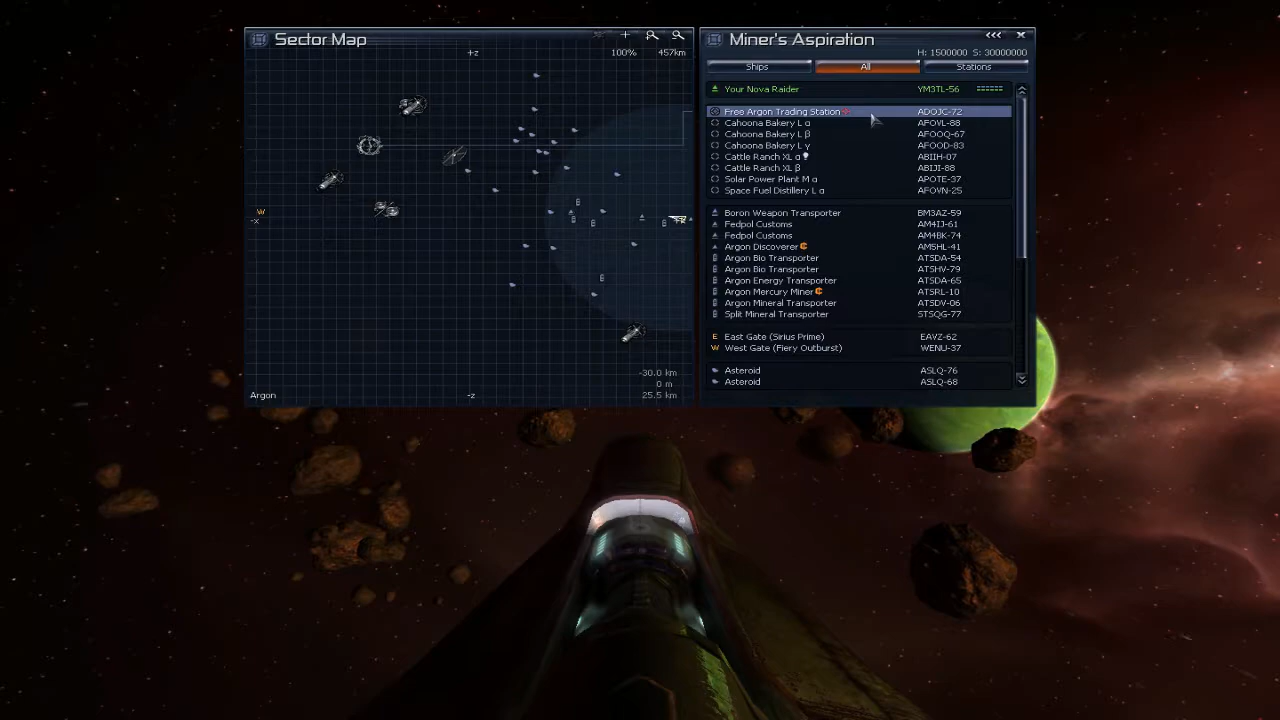 Sector Map
100% 457km
+z
W
-x
-30.0 km
0 m
25.5 km
Argon
-z
Miner's Aspiration
H: 1500000 S: 30000000
Ships All Stations
Your Nova Raider YM3TL-56
Free Argon Trading Station ADOJC-72
Cahoona Bakery L α AFOVL-88
Cahoona Bakery L β AFOOQ-67
Cahoona Bakery L γ AFOOD-83
Cattle Ranch XL α ABIIH-07
Cattle Ranch XL β ABIJI-88
Solar Power Plant M α APOTE-37
Space Fuel Distillery L α AFOVN-25
Boron Weapon Transporter BM3AZ-59
Fedpol Customs AM4IJ-61
Fedpol Customs AM4BK-74
Argon Discoverer AM5HL-41
Argon Bio Transporter ATSDA-54
Argon Bio Transporter ATSHV-79
Argon Energy Transporter ATSDA-65
Argon Mercury Miner ATSRL-10
Argon Mineral Transporter ATSDV-06
Split Mineral Transporter STSQG-77
E East Gate (Sirius Prime) EAVZ-62
W West Gate (Fiery Outburst) WENU-37
Asteroid ASLQ-76
Asteroid ASLQ-68